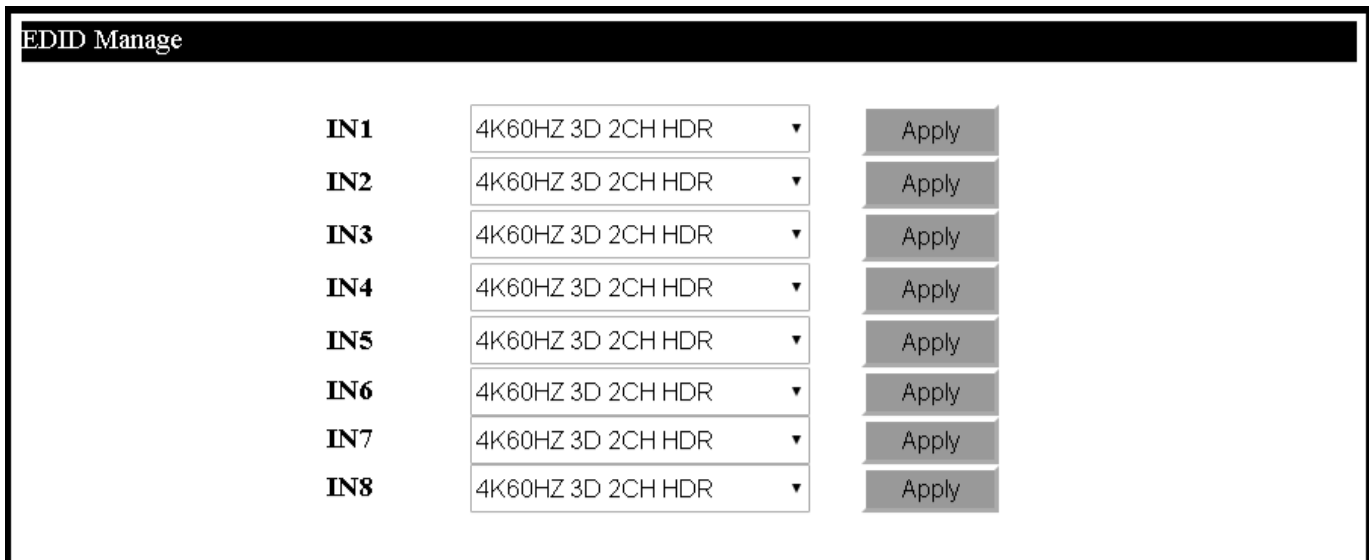 EDID Manage
IN1 4K60HZ 3D 2CH HDR Apply
IN2 4K60HZ 3D 2CH HDR Apply
IN3 4K60HZ 3D 2CH HDR Apply
IN4 4K60HZ 3D 2CH HDR Apply
IN5 4K60HZ 3D 2CH HDR Apply
IN6 4K60HZ 3D 2CH HDR Apply
IN7 4K60HZ 3D 2CH HDR Apply
IN8 4K60HZ 3D 2CH HDR Apply